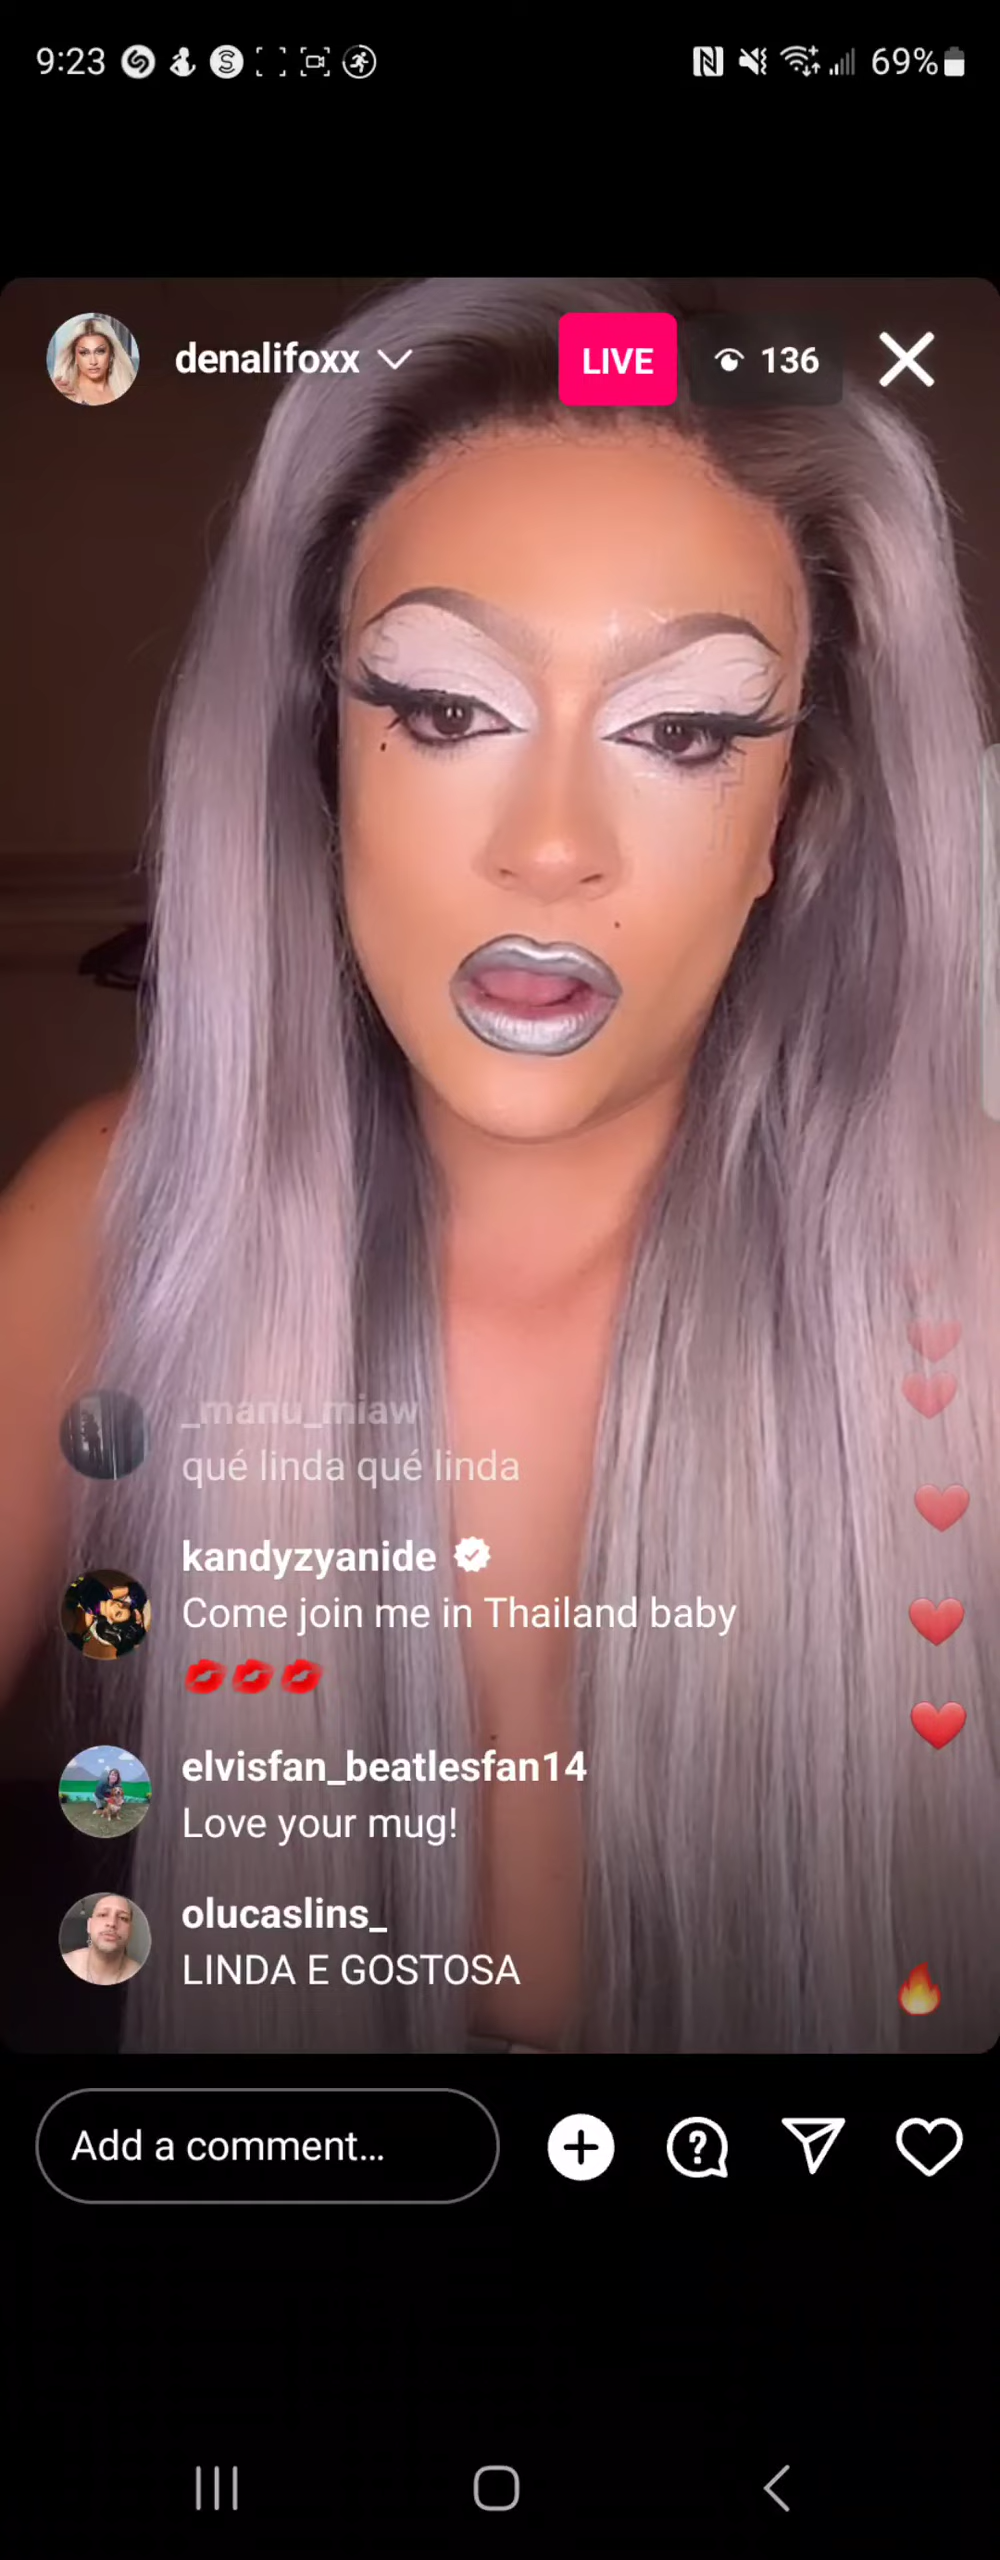 9:23
69%
denalifoxx
LIVE
136
_manu_miaw
qué linda qué linda
kandyzyanide
Come join me in Thailand baby
💋💋💋
elvisfan_beatlesfan14
Love your mug!
olucaslins_
LINDA E GOSTOSA
Add a comment...